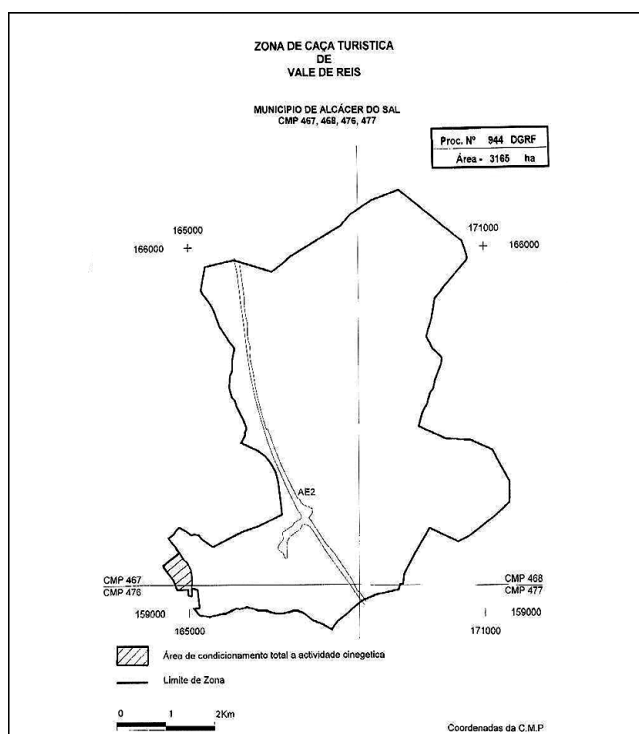 ZONA DE CAÇA TURISTICA
DE
VALE DE REIS
MUNICIPIO DE ALCÁCER DO SAL
CMP 467, 468, 476, 477
Proc. Nº 944 DGRF
Área - 3165 ha
165000
171000
166000
166000
AE2
CMP 467
CMP 468
CMP 476
CMP 477
159000
159000
165000
171000
Área de condicionamento total a actividade cinegetica
Limite de Zona
0 1 2Km
Coordenadas da C.M.P